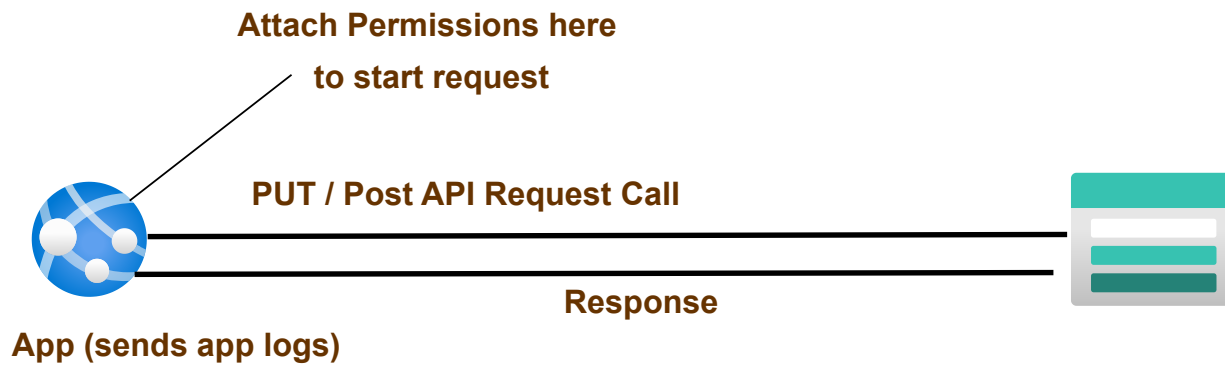 Attach Permissions here
to start request
PUT / Post API Request Call
Response
App (sends app logs)